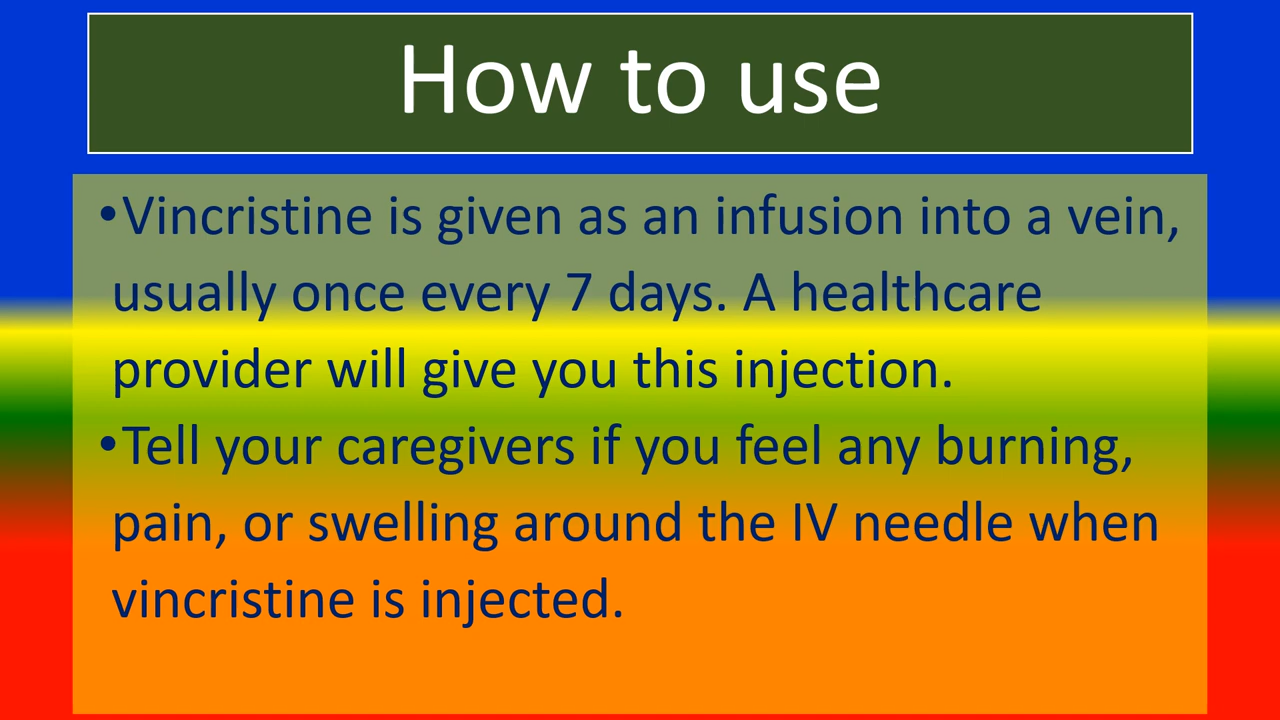 How to use
•Vincristine is given as an infusion into a vein,
usually once every 7 days. A healthcare
provider will give you this injection.
•Tell your caregivers if you feel any burning,
pain, or swelling around the IV needle when
vincristine is injected.